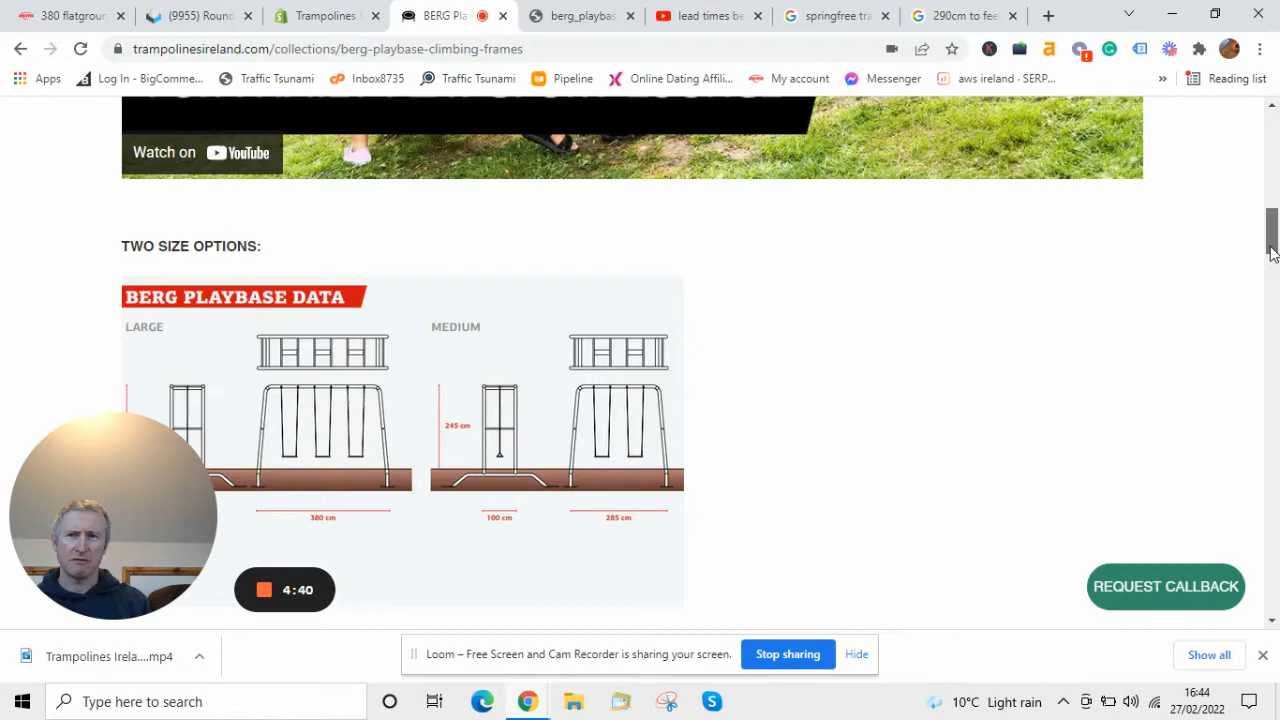 380 flatgrou
(9955) Round
Trampolines
BERG Pla
berg_playbas
lead times be
springfree tra
290cm to fee
trampolinesireland.com/collections/berg-playbase-climbing-frames
Apps
Log In - BigComme...
Traffic Tsunami
Inbox8735
Traffic Tsunami
Pipeline
Online Dating Affili...
My account
Messenger
aws ireland - SERP...
»
Reading list
Watch on YouTube
TWO SIZE OPTIONS:
BERG PLAYBASE DATA
LARGE
MEDIUM
245 cm
380 cm
100 cm
285 cm
4:40
REQUEST CALLBACK
Trampolines Irela....mp4
Loom – Free Screen and Cam Recorder is sharing your screen.
Stop sharing
Hide
Show all
Type here to search
10°C Light rain
16:44
27/02/2022